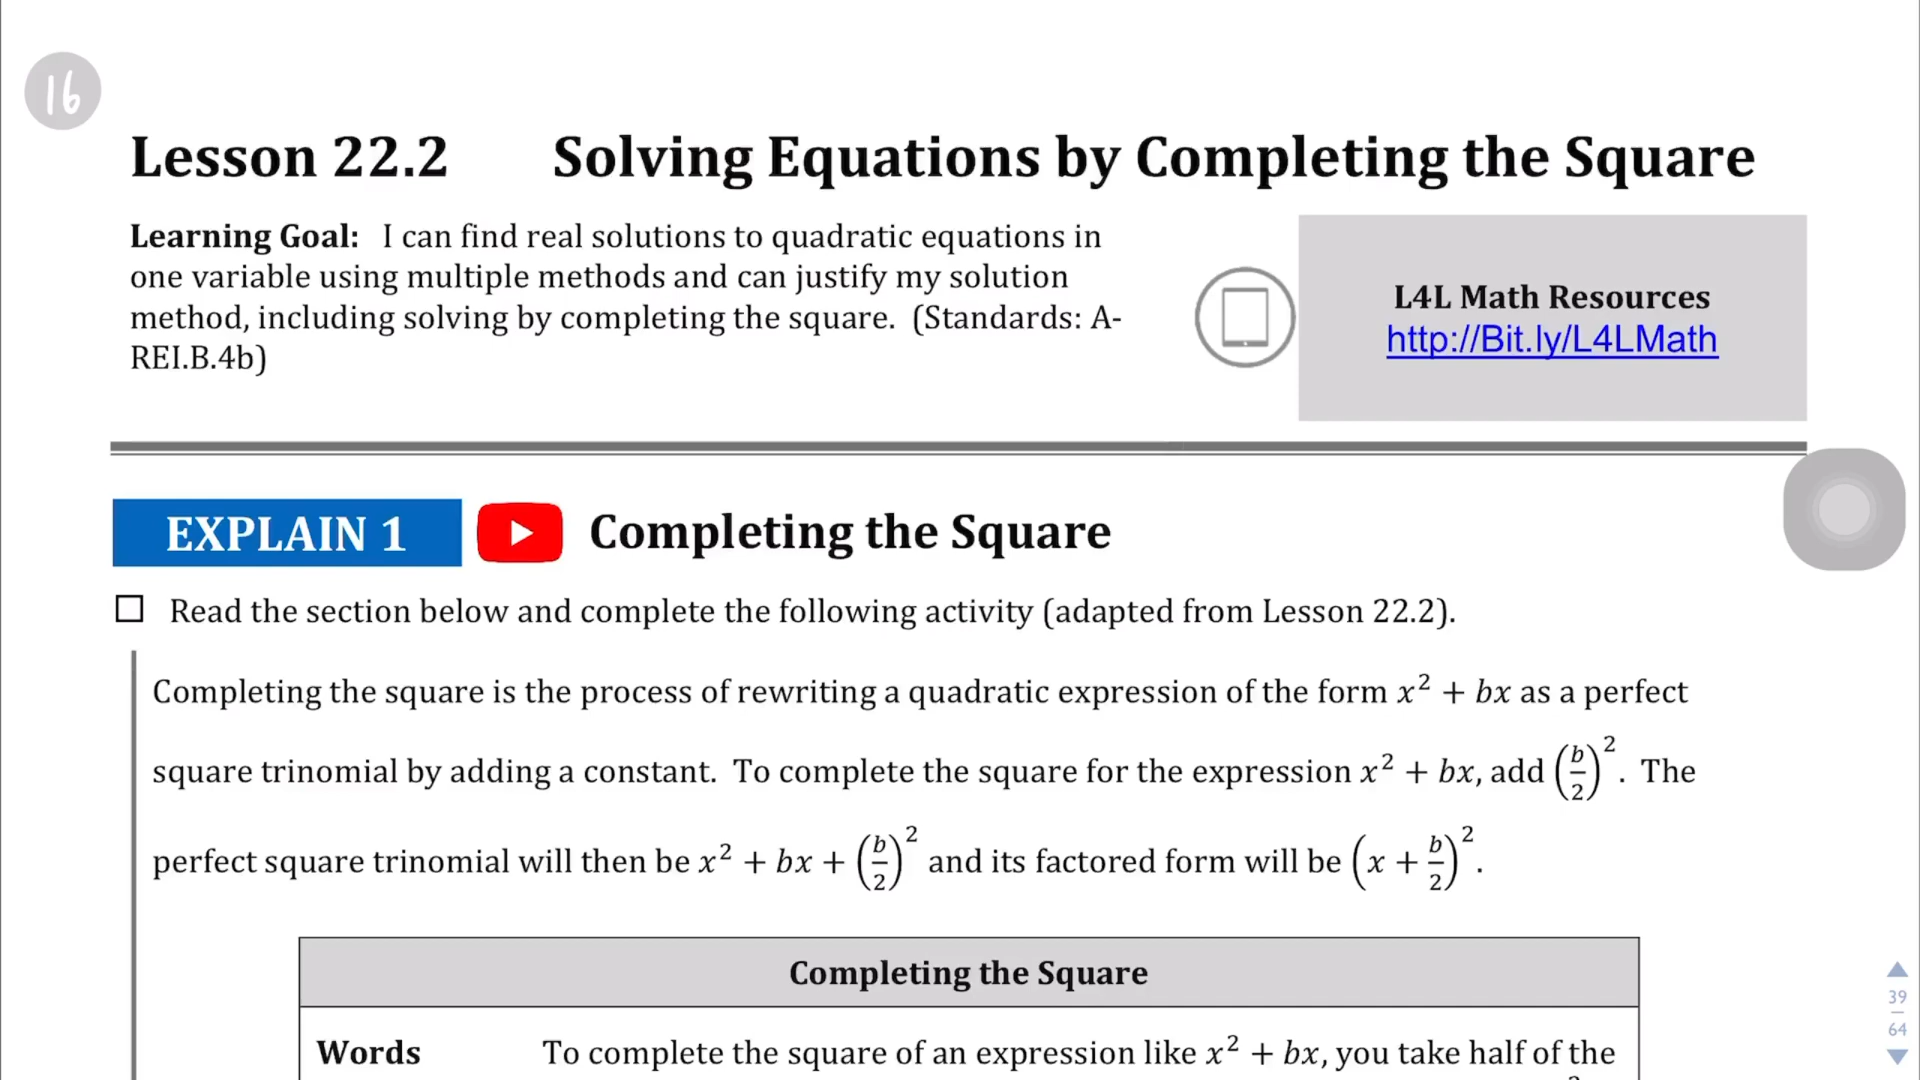 16
Lesson 22.2 Solving Equations by Completing the Square
Learning Goal: I can find real solutions to quadratic equations in
one variable using multiple methods and can justify my solution
method, including solving by completing the square. (Standards: A-
REI.B.4b)
L4L Math Resources
http://Bit.ly/L4LMath
EXPLAIN 1 Completing the Square
☐ Read the section below and complete the following activity (adapted from Lesson 22.2).
Completing the square is the process of rewriting a quadratic expression of the form x² + bx as a perfect
square trinomial by adding a constant. To complete the square for the expression x² + bx, add (b/2)². The
perfect square trinomial will then be x² + bx + (b/2)² and its factored form will be (x + b/2)².
Completing the Square
Words To complete the square of an expression like x² + bx, you take half of the
39
64